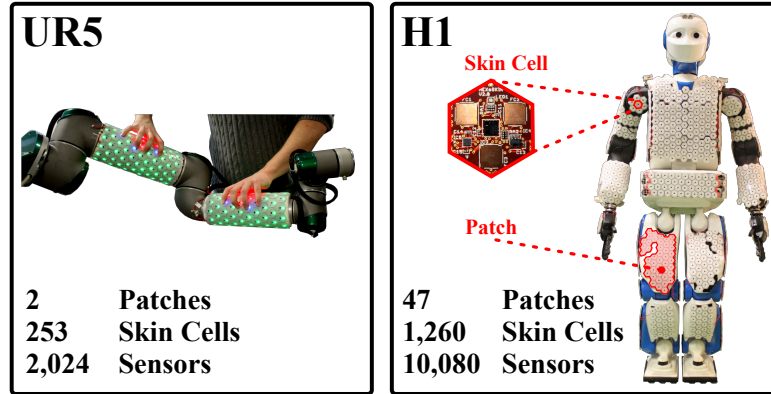 UR5
2 Patches
253 Skin Cells
2,024 Sensors
H1
Skin Cell
Patch
47 Patches
1,260 Skin Cells
10,080 Sensors